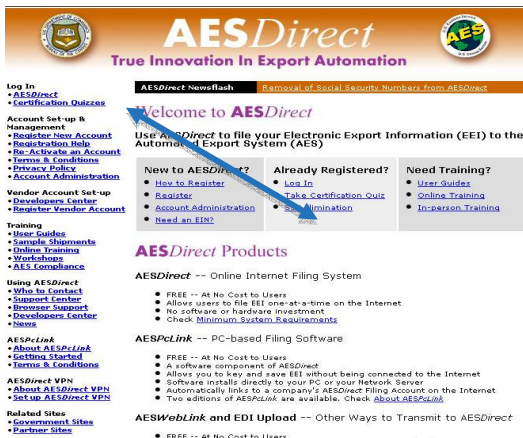 AESDirect
True Innovation In Export Automation
AES
Log In
AESDirect
Certification Quizzes
Account Set-up &
Management
Register New Account
Registration Help
Re-Activate an Account
Terms & Conditions
Privacy Policy
Account Administration
Vendor Account Set-up
Developers Center
Register Vendor Account
Training
User Guides
Sample Shipments
Online Training
Workshops
AES Compliance
Using AESDirect
Who to Contact
Support Center
Browser Support
Developers Center
News
AESPcLink
About AESPcLink
Getting Started
Terms & Conditions
AESDirect VPN
About AESDirect VPN
Set up AESDirect VPN
Related Sites
Government Sites
Partner Sites
AESDirect Newsflash
Removal of Social Security Numbers from AESDirect
Welcome to AESDirect
Use AESDirect to file your Electronic Export Information (EEI) to the
Automated Export System (AES)
New to AESDirect?
How to Register
Register
Account Administration
Need an EIN?
Already Registered?
Log In
Take Certification Quiz
Elimination
Need Training?
User Guides
Online Training
In-person Training
AESDirect Products
AESDirect -- Online Internet Filing System
FREE -- At No Cost to Users
Allows users to file EEI one-at-a-time on the Internet
No software or hardware investment
Check Minimum System Requirements
AESPcLink -- PC-based Filing Software
FREE -- At No Cost to Users
A software component of AESDirect
Allows you to key and save EEI without being connected to the Internet
Software installs directly to your PC or your Network Server
Automatically links to a company's AESDirect Filing Account on the Internet
Two editions of AESPcLink are available. Check About AESPcLink
AESWebLink and EDI Upload -- Other Ways to Transmit to AESDirect
FREE -- At No Cost to Users